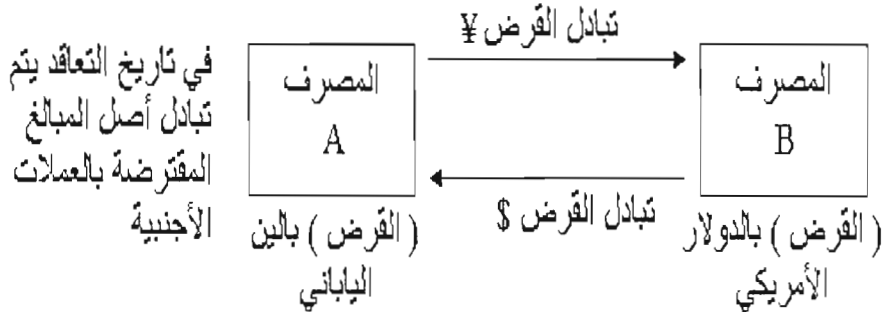 في تاريخ التعاقد يتم
تبادل أصل المبالغ
المقترضة بالعملات
الأجنبية
المصرف
A
( القرض ) بالين
الياباني
تبادل القرض ¥
تبادل القرض $
المصرف
B
( القرض ) بالدولار
الأمريكي